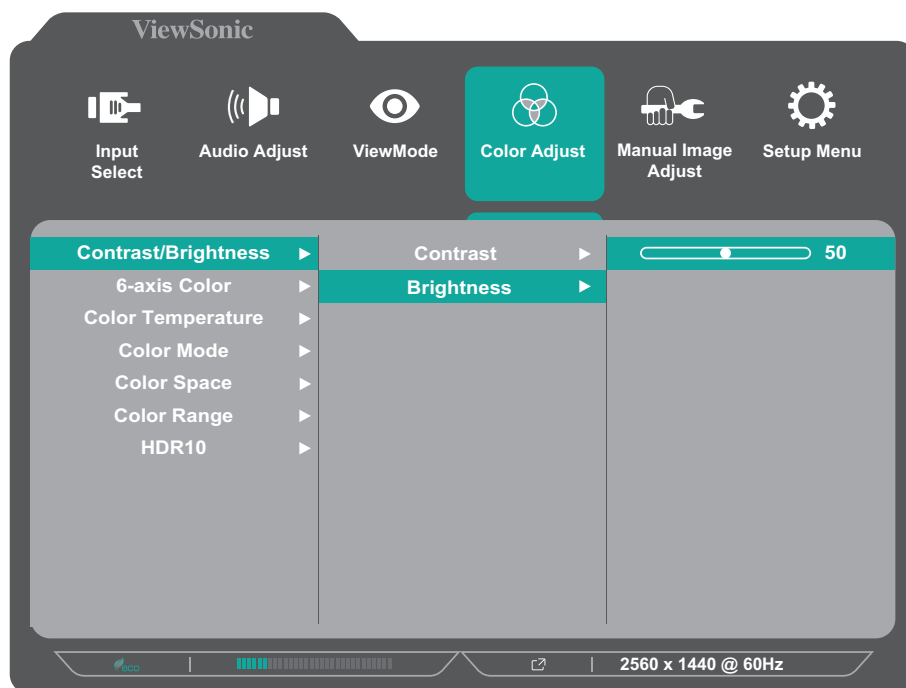 ViewSonic
Input
Select
Audio Adjust
ViewMode
Color Adjust
Manual Image
Adjust
Setup Menu
Contrast/Brightness
6-axis Color
Color Temperature
Color Mode
Color Space
Color Range
HDR10
Contrast
Brightness
50
eco
2560 x 1440 @ 60Hz